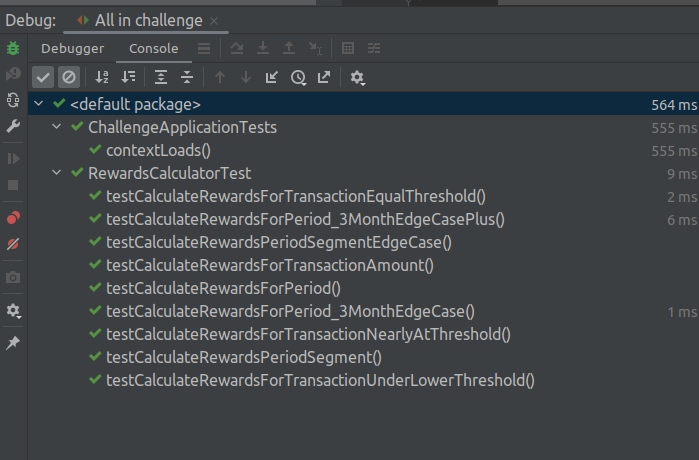 Debug: All in challenge
Debugger Console
<default package> 564 ms
ChallengeApplicationTests 555 ms
contextLoads() 555 ms
RewardsCalculatorTest 9 ms
testCalculateRewardsForTransactionEqualThreshold() 2 ms
testCalculateRewardsForPeriod_3MonthEdgeCasePlus() 6 ms
testCalculateRewardsPeriodSegmentEdgeCase()
testCalculateRewardsForTransactionAmount()
testCalculateRewardsForPeriod()
testCalculateRewardsForPeriod_3MonthEdgeCase() 1 ms
testCalculateRewardsForTransactionNearlyAtThreshold()
testCalculateRewardsPeriodSegment()
testCalculateRewardsForTransactionUnderLowerThreshold()